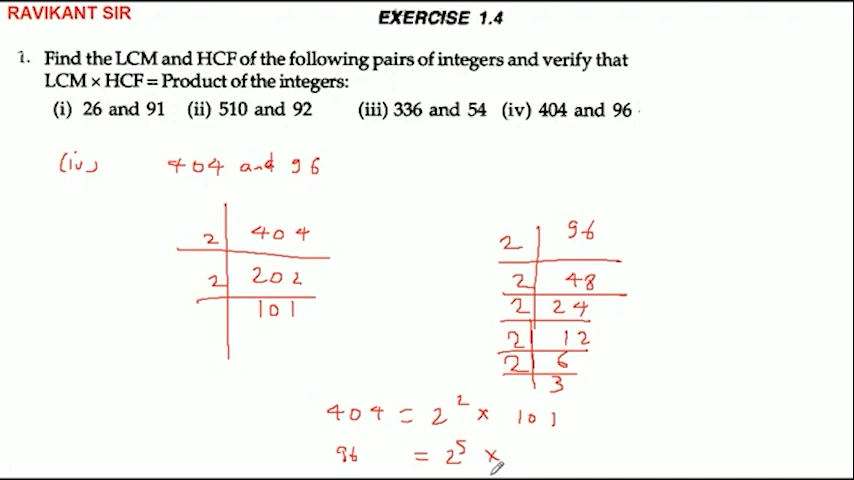 RAVIKANT SIR
EXERCISE 1.4
1. Find the LCM and HCF of the following pairs of integers and verify that
LCM × HCF = Product of the integers:
(i) 26 and 91 (ii) 510 and 92 (iii) 336 and 54 (iv) 404 and 96
(iv) 404 and 96
2 404
2 202
101
2 96
2 48
2 24
2 12
2 6
3
404 = 2² × 101
96 = 2⁵ ×